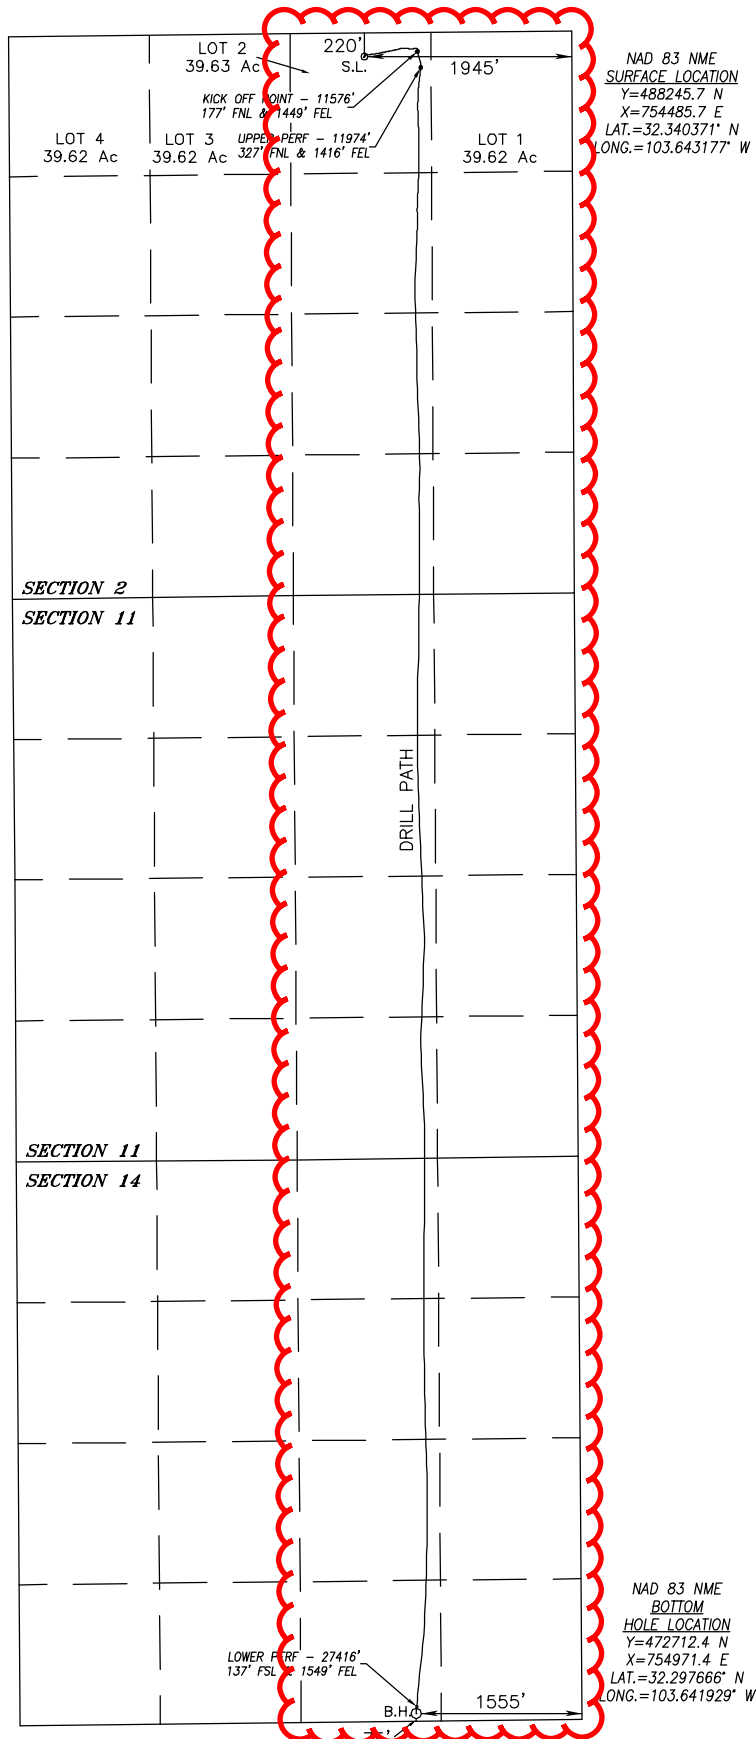 LOT 2
39.63 Ac
220'
S.L.
1945'
NAD 83 NME
SURFACE LOCATION
Y=488245.7 N
X=754485.7 E
LAT.=32.340371° N
LONG.=103.643177° W
KICK OFF POINT - 11576'
177' FNL & 1449' FEL
UPPER PERF - 11974'
327' FNL & 1416' FEL
LOT 4
39.62 Ac
LOT 3
39.62 Ac
LOT 1
39.62 Ac
SECTION 2
SECTION 11
DRILL PATH
SECTION 11
SECTION 14
LOWER PERF - 27416'
137' FSL & 1549' FEL
B.H.
1555'
NAD 83 NME
BOTTOM
HOLE LOCATION
Y=472712.4 N
X=754971.4 E
LAT.=32.297666° N
LONG.=103.641929° W